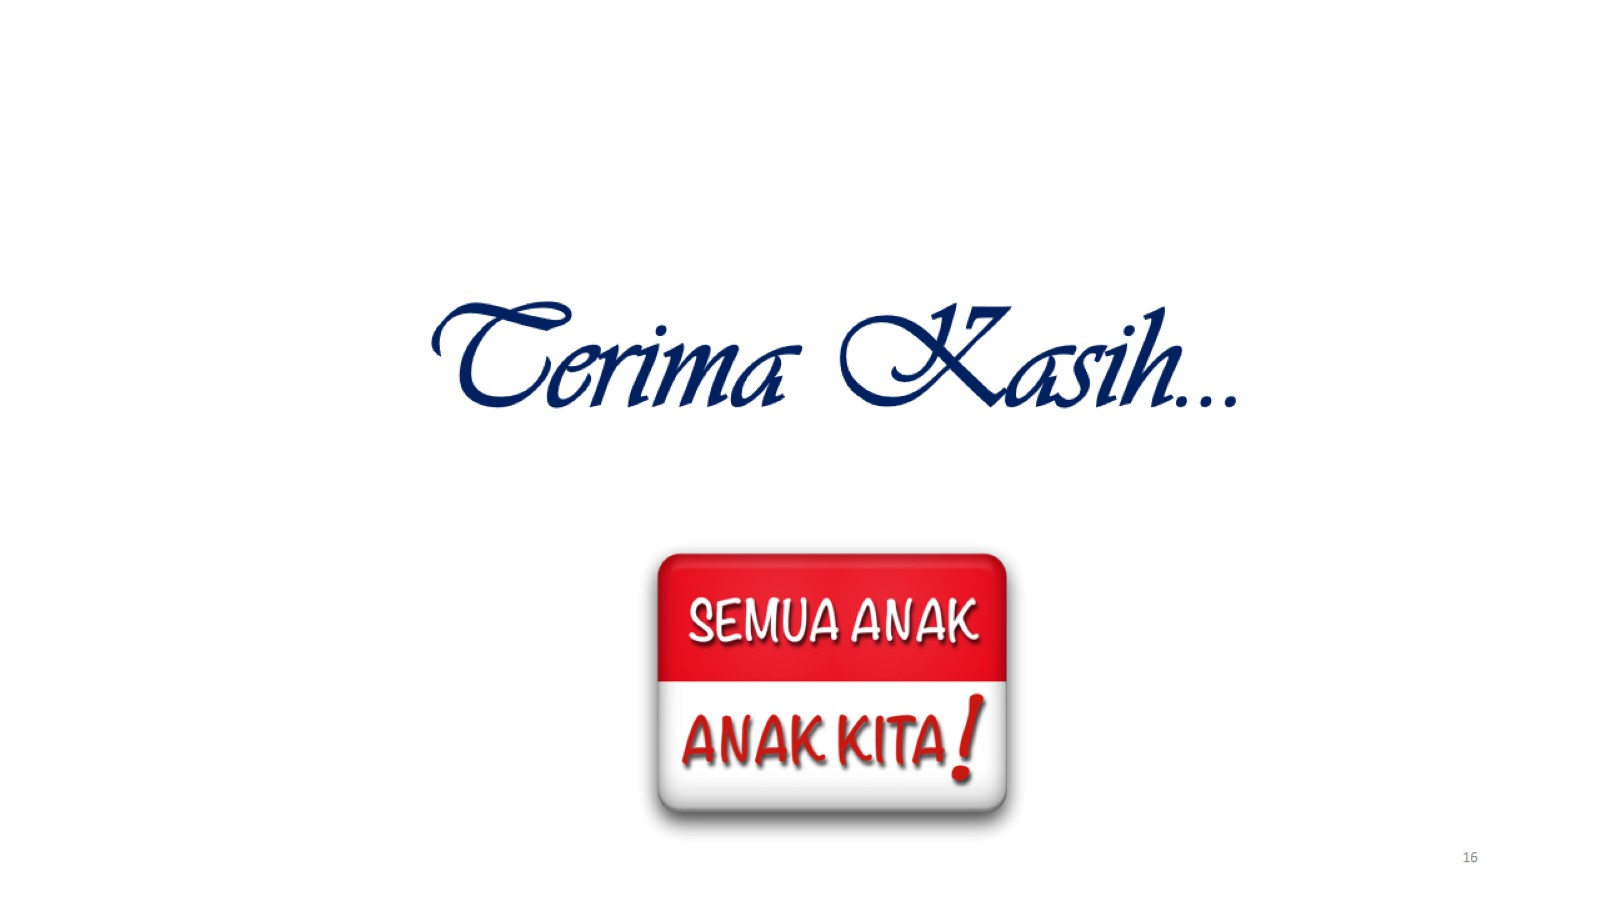 Terima Kasih...
SEMUA ANAK
ANAK KITA!
16